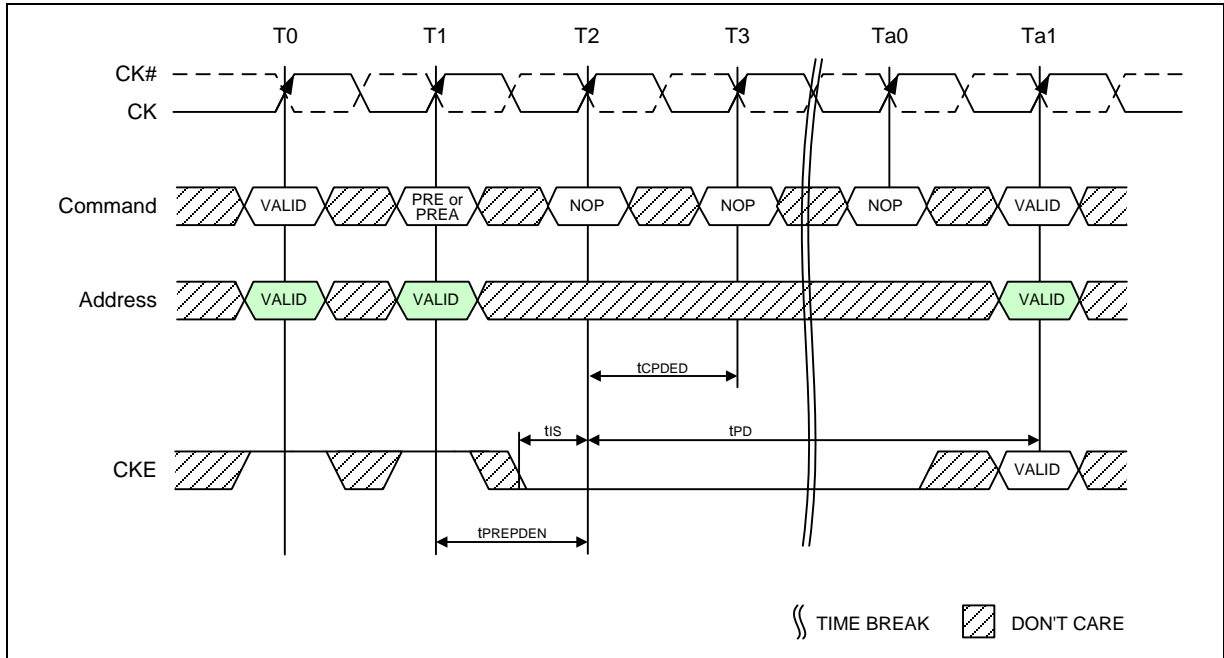 T0 T1 T2 T3 Ta0 Ta1
CK#
CK
Command VALID PRE or PREA NOP NOP NOP VALID
Address VALID VALID VALID
tCPDED
tIS tPD
CKE VALID
tPREPDEN
TIME BREAK DON'T CARE